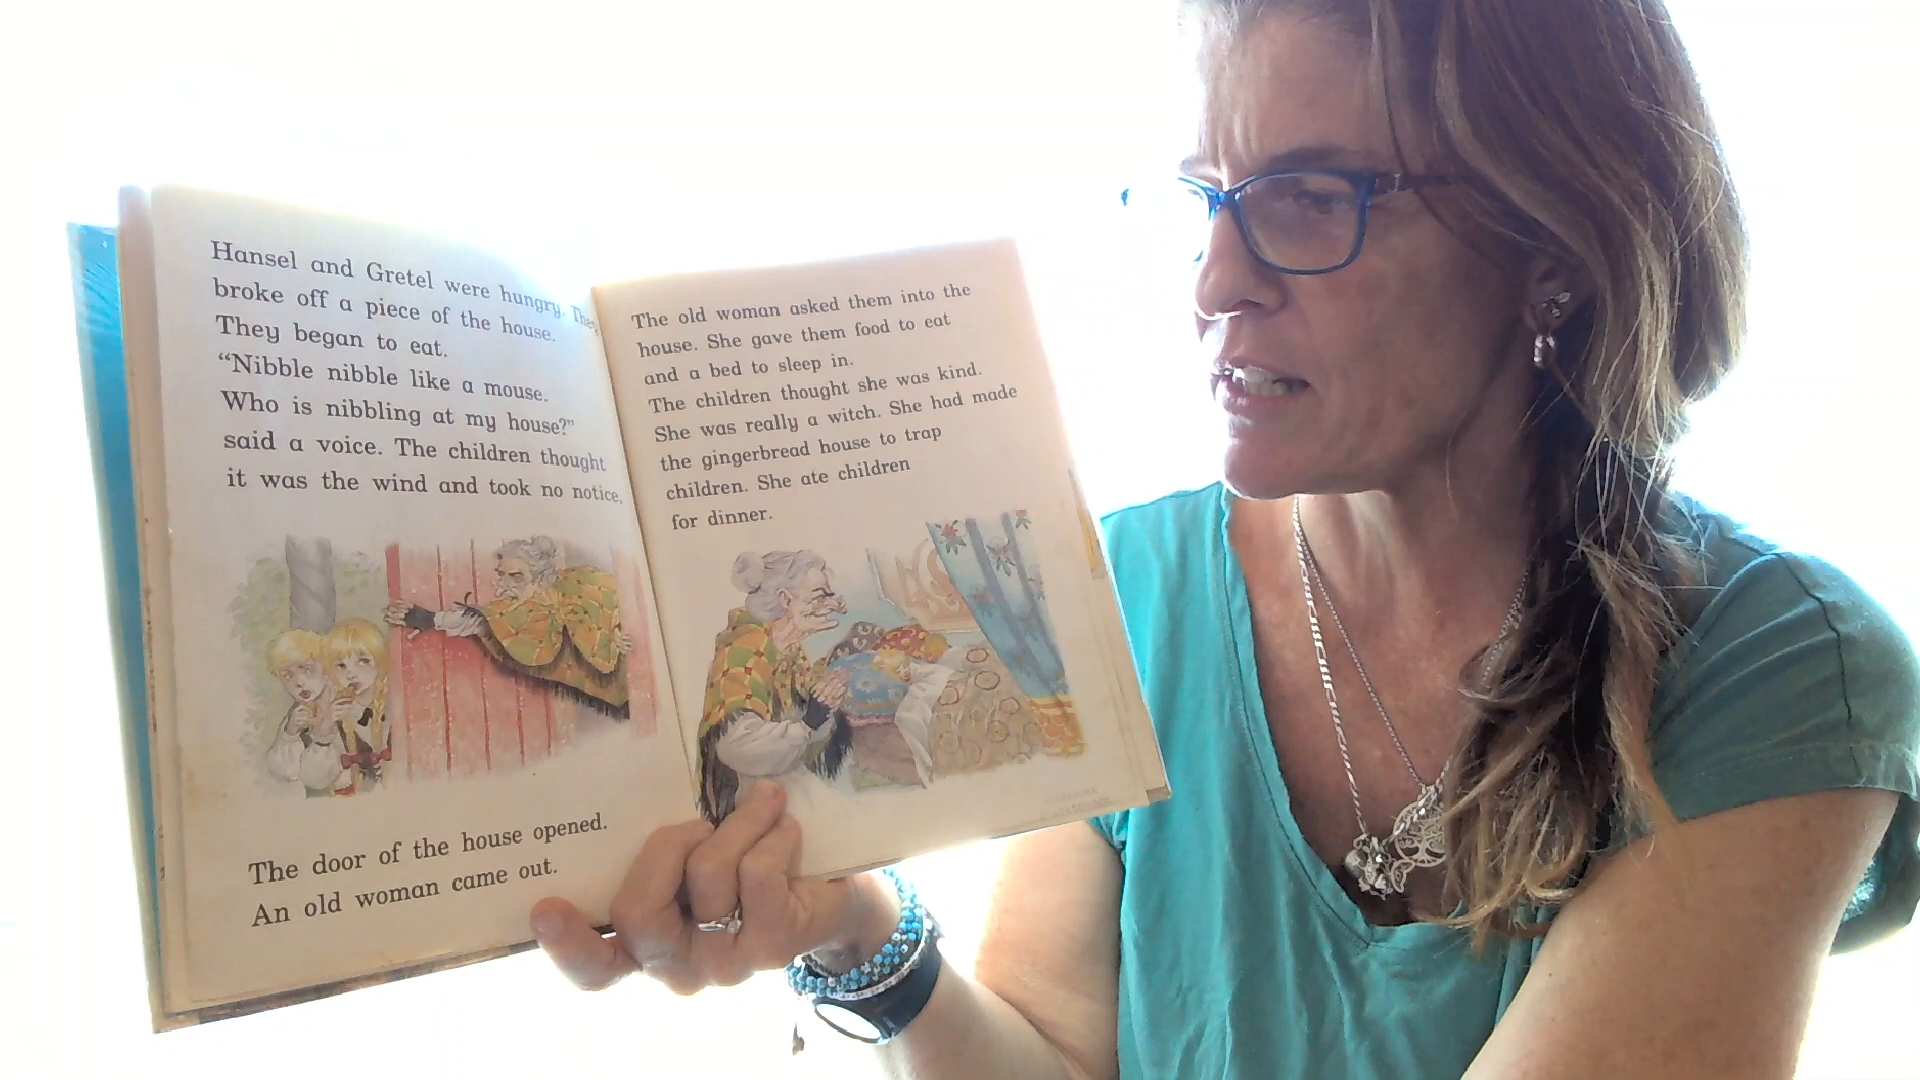 Hansel and Gretel were hungry. They
broke off a piece of the house.
They began to eat.
“Nibble nibble like a mouse.
Who is nibbling at my house?”
said a voice. The children thought
it was the wind and took no notice.
The door of the house opened.
An old woman came out.
The old woman asked them into the
house. She gave them food to eat
and a bed to sleep in.
The children thought she was kind.
She was really a witch. She had made
the gingerbread house to trap
children. She ate children
for dinner.